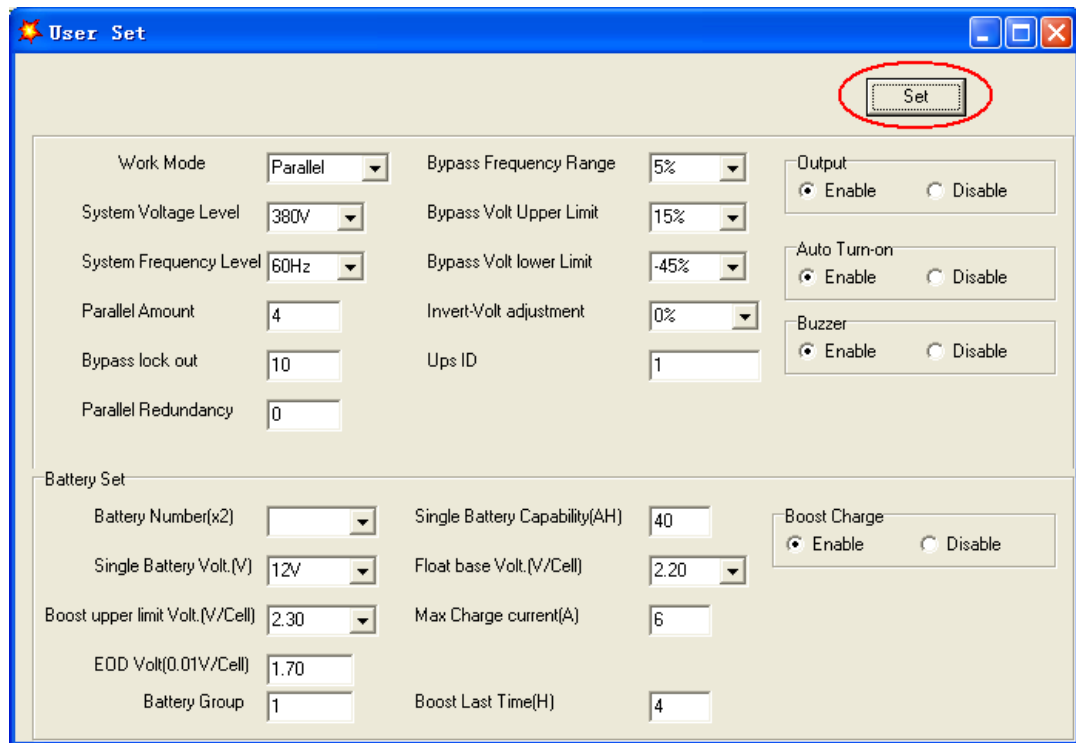 User Set
Set
Work Mode Parallel Bypass Frequency Range 5% Output
Enable Disable
System Voltage Level 380V Bypass Volt Upper Limit 15%
System Frequency Level 60Hz Bypass Volt lower Limit -45% Auto Turn-on
Enable Disable
Parallel Amount 4 Invert-Volt adjustment 0% Buzzer
Enable Disable
Bypass lock out 10 Ups ID 1
Parallel Redundancy 0
Battery Set
Battery Number(x2) Single Battery Capability(AH) 40 Boost Charge
Enable Disable
Single Battery Volt.(V) 12V Float base Volt.(V/Cell) 2.20
Boost upper limit Volt.(V/Cell) 2.30 Max Charge current(A) 6
EOD Volt(0.01V/Cell) 1.70
Battery Group 1 Boost Last Time(H) 4